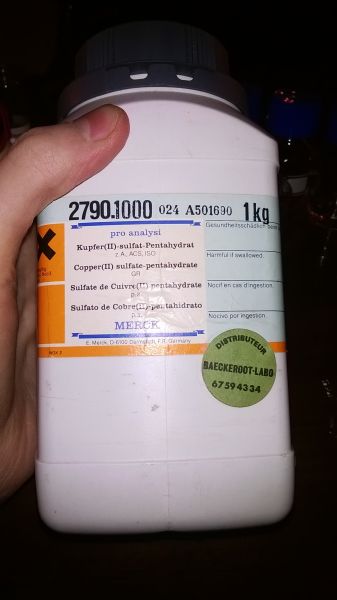 2790.1000 024 A501690 1kg
pro analysi
Kupfer(II)-sulfat-Pentahydrat
z.A., ACS, ISO
Copper(II) sulfate-pentahydrate
GR
Sulfate de Cuivre(II) pentahydraté
p.a.
Sulfato de Cobre(II)-pentahidrato
p.a.
MERCK
E. Merck, D-6100 Darmstadt, F.R. Germany
Gesundheitsschädlich
Harmful if swallowed.
Nocif en cas d'ingestion.
Nocivo por ingestión.
DISTRIBUTEUR
BAECKEROOT-LABO
67594334